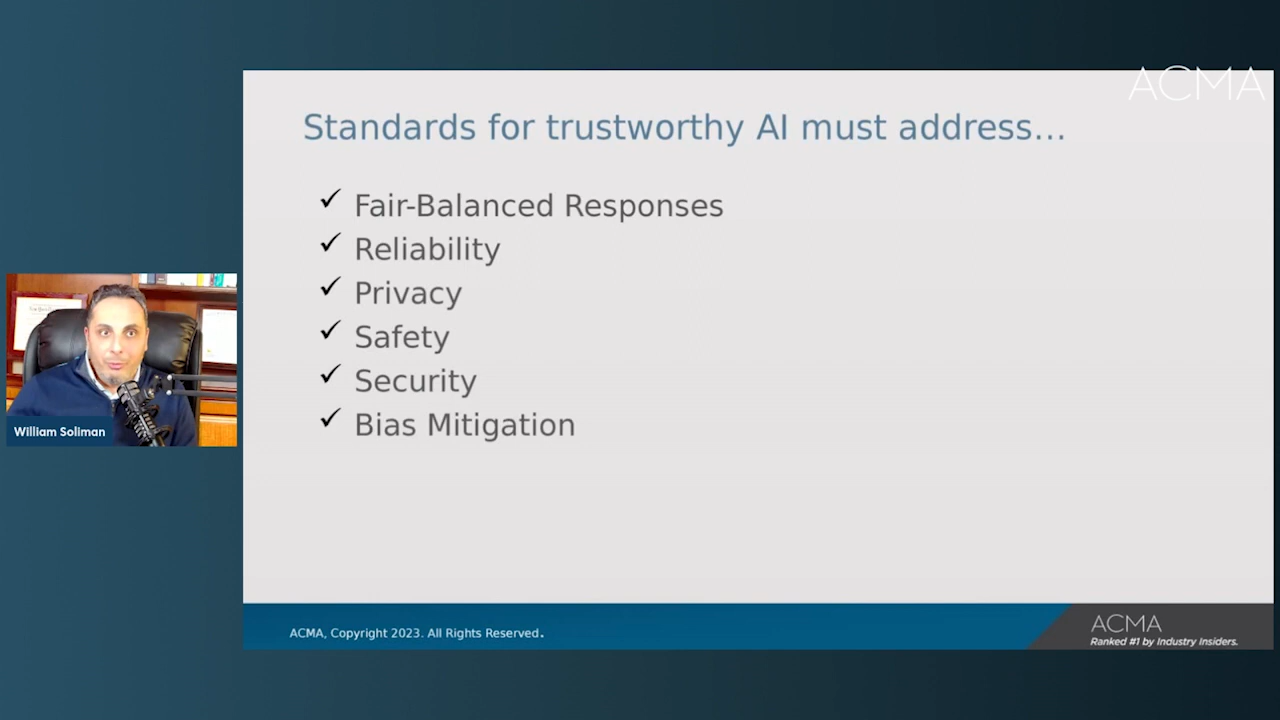 ACMA
Standards for trustworthy AI must address...
✓ Fair-Balanced Responses
✓ Reliability
✓ Privacy
✓ Safety
✓ Security
✓ Bias Mitigation
William Soliman
ACMA, Copyright 2023. All Rights Reserved.
ACMA
Ranked #1 by Industry Insiders.